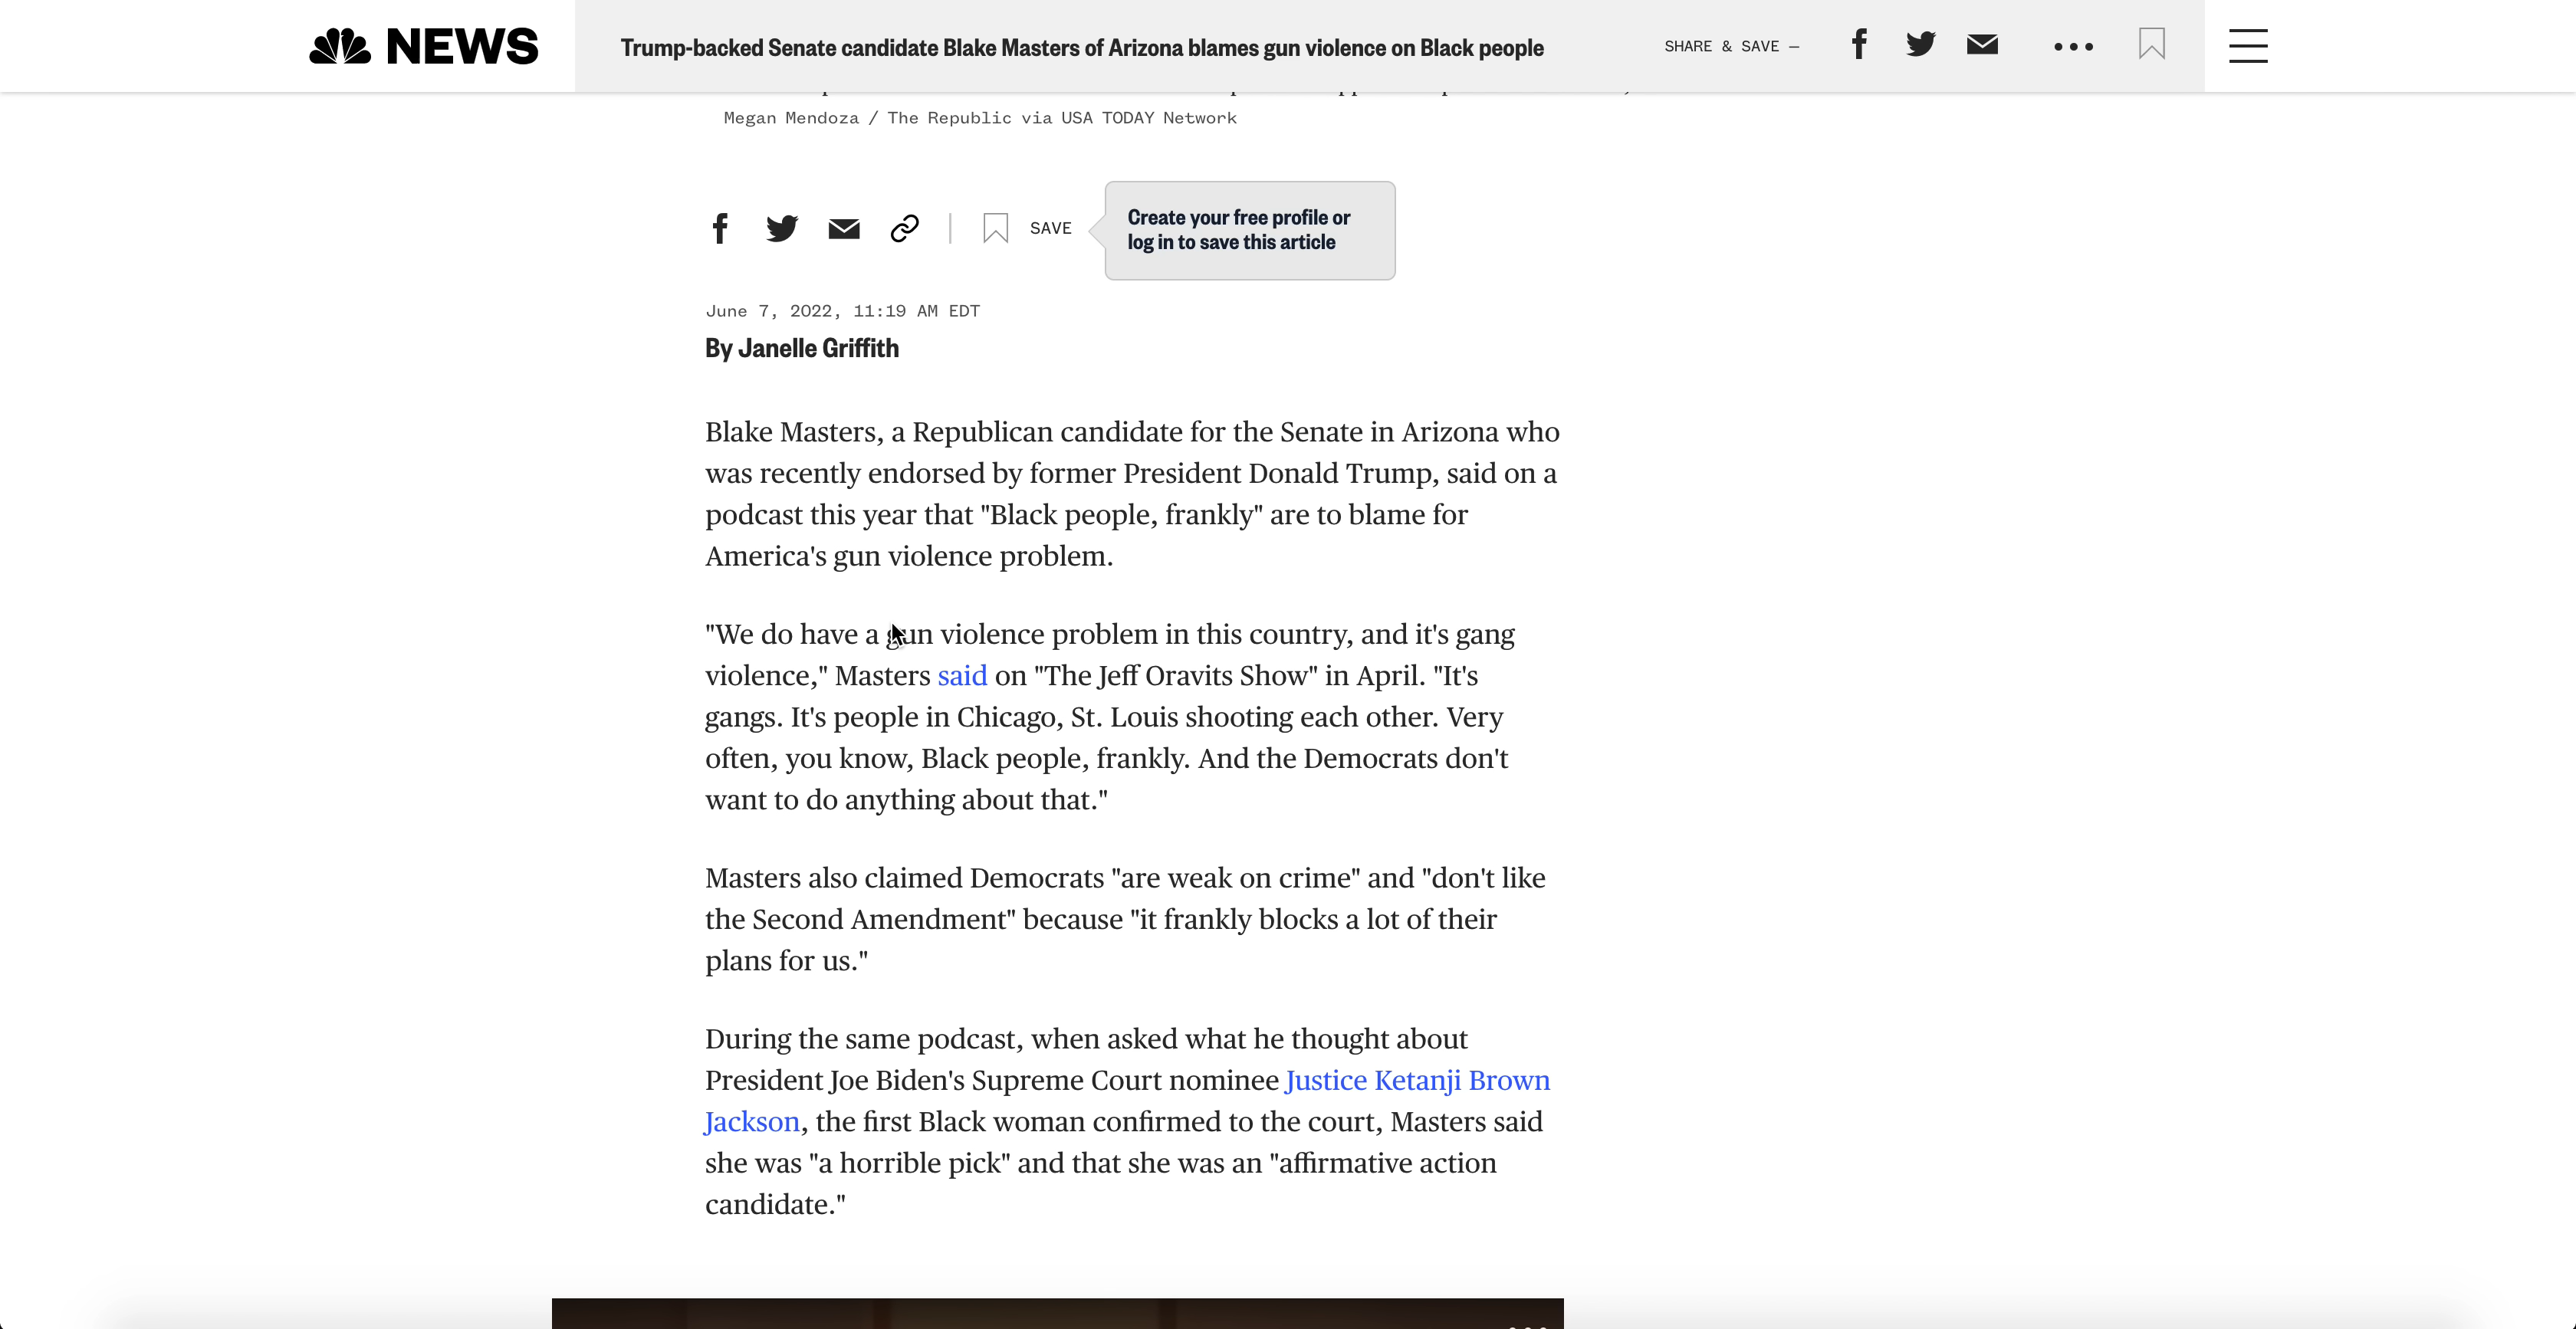 NEWS
Trump-backed Senate candidate Blake Masters of Arizona blames gun violence on Black people
SHARE & SAVE —
Megan Mendoza / The Republic via USA TODAY Network
SAVE
Create your free profile or
log in to save this article
June 7, 2022, 11:19 AM EDT
By Janelle Griffith
Blake Masters, a Republican candidate for the Senate in Arizona who
was recently endorsed by former President Donald Trump, said on a
podcast this year that "Black people, frankly" are to blame for
America's gun violence problem.
"We do have a gun violence problem in this country, and it's gang
violence," Masters said on "The Jeff Oravits Show" in April. "It's
gangs. It's people in Chicago, St. Louis shooting each other. Very
often, you know, Black people, frankly. And the Democrats don't
want to do anything about that."
Masters also claimed Democrats "are weak on crime" and "don't like
the Second Amendment" because "it frankly blocks a lot of their
plans for us."
During the same podcast, when asked what he thought about
President Joe Biden's Supreme Court nominee Justice Ketanji Brown
Jackson, the first Black woman confirmed to the court, Masters said
she was "a horrible pick" and that she was an "affirmative action
candidate."